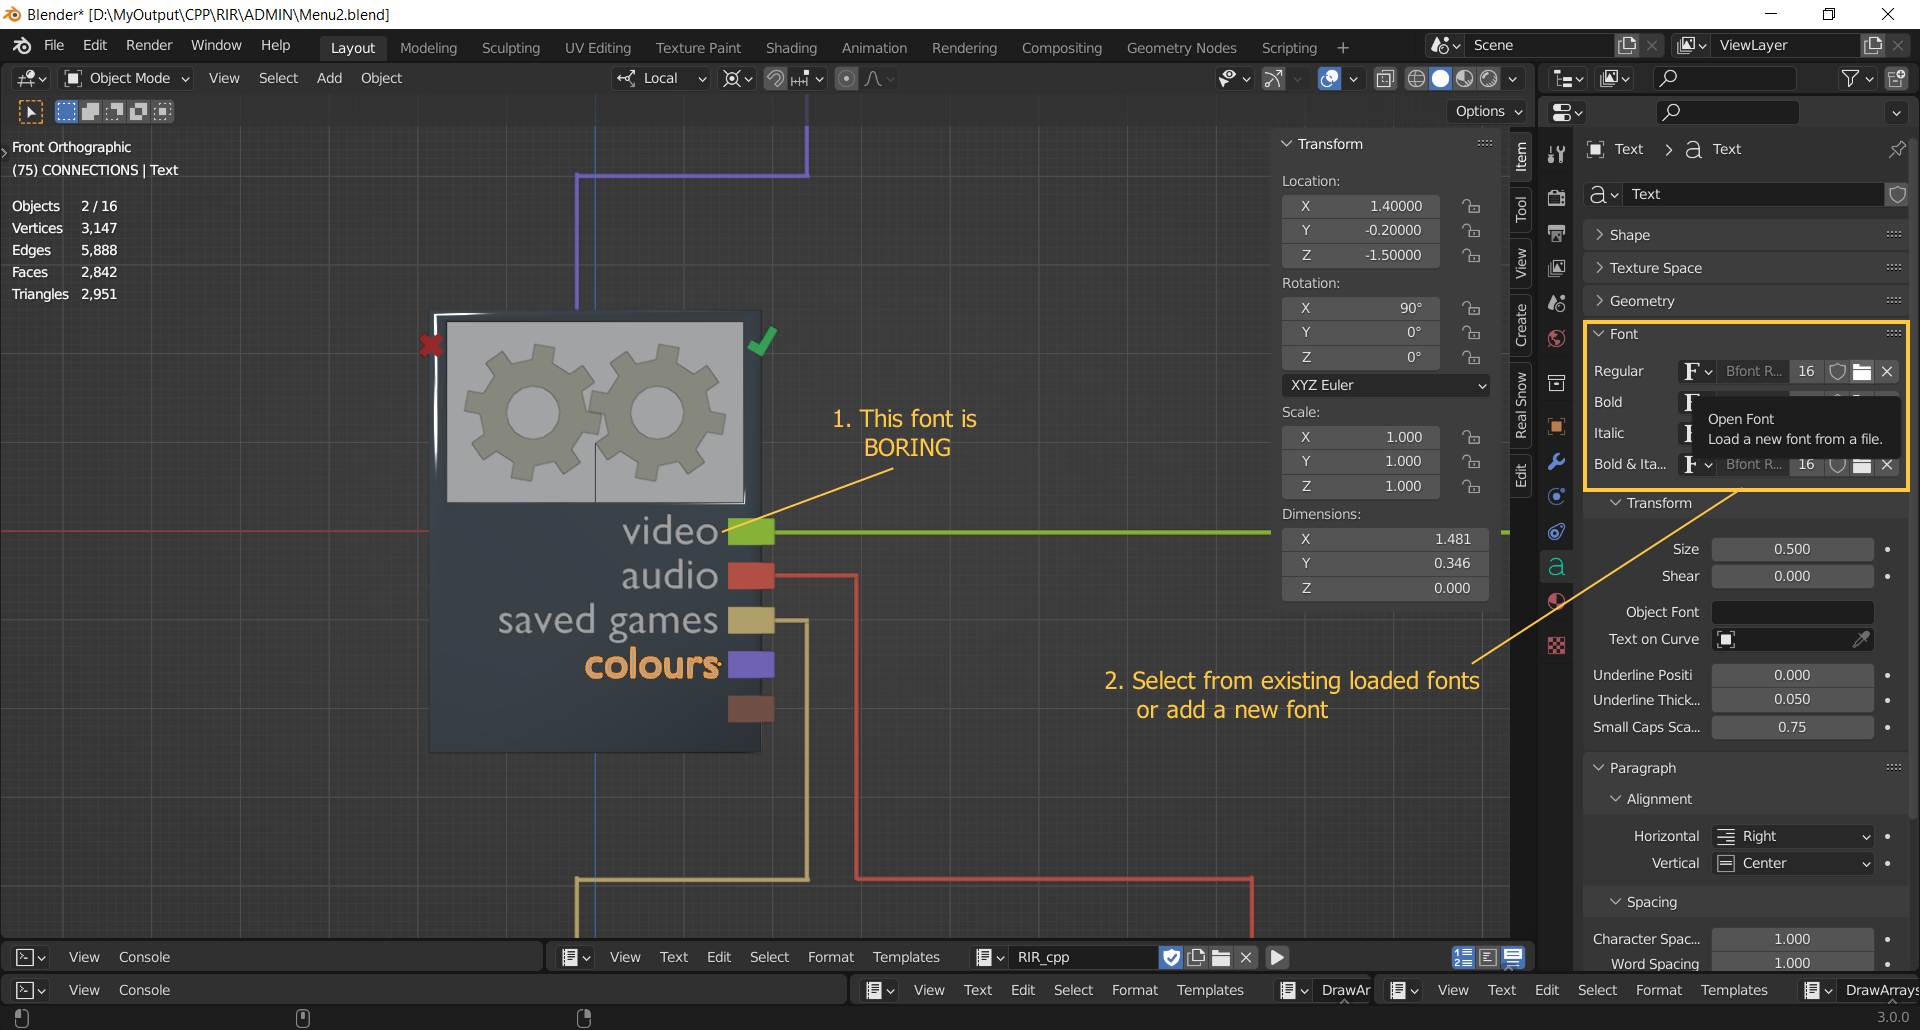 Blender* [D:\MyOutput\CPP\RIR\ADMIN\Menu2.blend]
File Edit Render Window Help Layout Modeling Sculpting UV Editing Texture Paint Shading Animation Rendering Compositing Geometry Nodes Scripting + Scene ViewLayer
Object Mode View Select Add Object Local
Options
Front Orthographic
(75) CONNECTIONS | Text
Objects 2 / 16
Vertices 3,147
Edges 5,888
Faces 2,842
Triangles 2,951
1. This font is
BORING
video
audio
saved games
colours
2. Select from existing loaded fonts
or add a new font
Transform
Location:
X 1.40000
Y -0.20000
Z -1.50000
Rotation:
X 90°
Y 0°
Z 0°
XYZ Euler
Scale:
X 1.000
Y 1.000
Z 1.000
Dimensions:
X 1.481
Y 0.346
Z 0.000
Item
Tool
View
Create
Real Snow
Edit
Text > Text
Text
Shape
Texture Space
Geometry
Font
Regular F Bfont R... 16
Bold F
Open Font
Load a new font from a file.
Italic
Bold & Ita... F Bfont R... 16
Transform
Size 0.500
Shear 0.000
Object Font
Text on Curve
Underline Positi 0.000
Underline Thick... 0.050
Small Caps Sca... 0.75
Paragraph
Alignment
Horizontal Right
Vertical Center
Spacing
Character Spac... 1.000
Word Spacing 1.000
View Console View Text Edit Select Format Templates RIR_cpp
View Console View Text Edit Select Format Templates DrawAr View Text Edit Select Format Templates DrawArrays
3.0.0